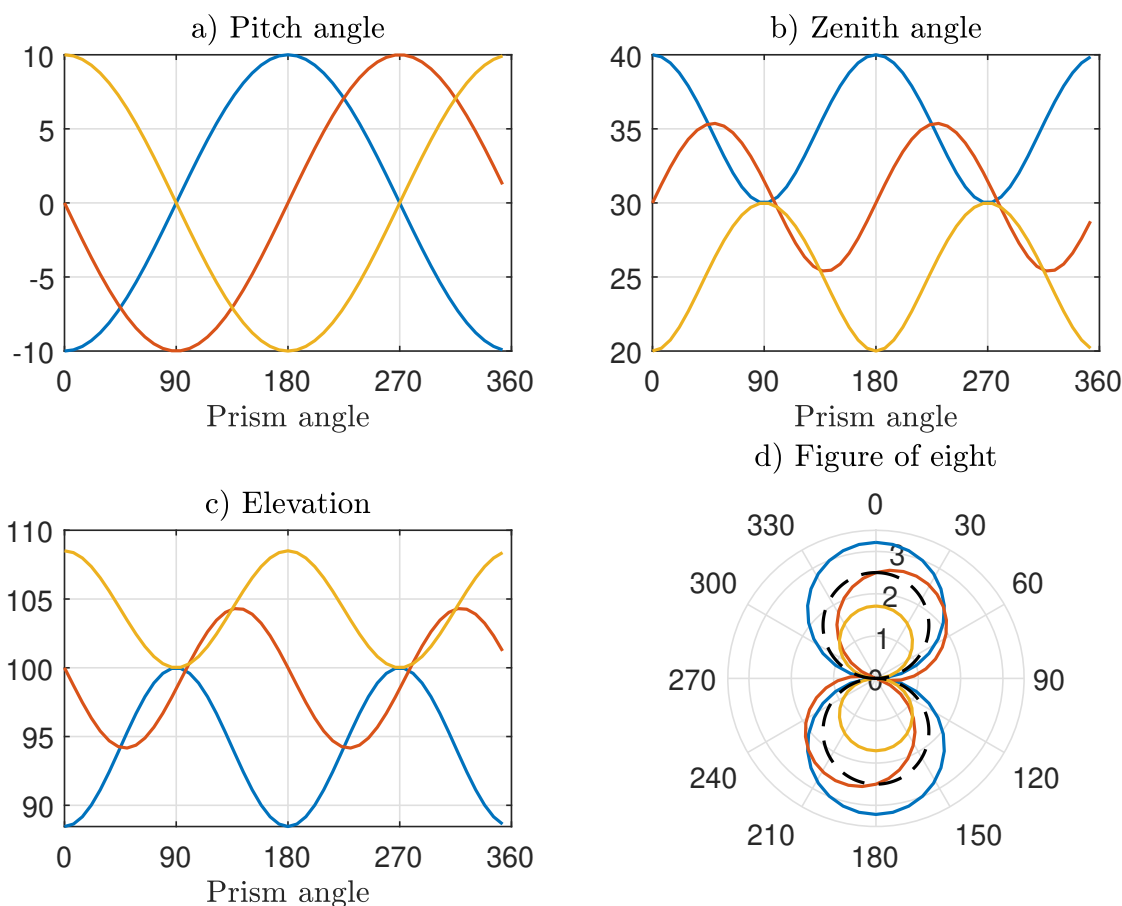 a) Pitch angle
10
5
0
-5
-10
0 90 180 270 360
Prism angle
b) Zenith angle
40
35
30
25
20
0 90 180 270 360
Prism angle
c) Elevation
110
105
100
95
90
0 90 180 270 360
Prism angle
d) Figure of eight
0
330 30
300 60
270 90
240 120
210 150
180
3
2
1
0